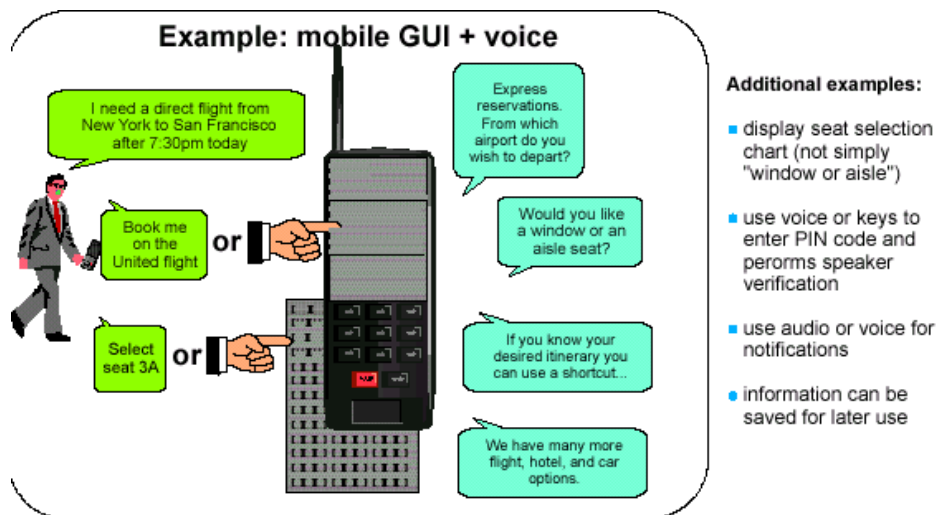 Example: mobile GUI + voice
I need a direct flight from
New York to San Francisco
after 7:30pm today
Express
reservations.
From which
airport do you
wish to depart?
Book me
on the
United flight
or
Would you like
a window or an
aisle seat?
Select
seat 3A
or
If you know your
desired itinerary you
can use a shortcut...
We have many more
flight, hotel, and car
options.
Additional examples:
display seat selection
chart (not simply
"window or aisle")
use voice or keys to
enter PIN code and
perorms speaker
verification
use audio or voice for
notifications
information can be
saved for later use